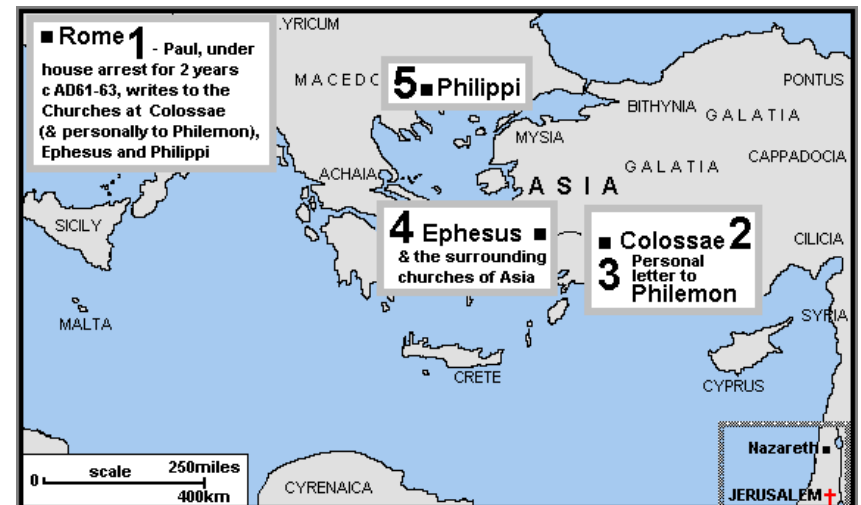 ■ Rome 1 - Paul, under
house arrest for 2 years
c AD61-63, writes to the
Churches at Colossae
(& personally to Philemon),
Ephesus and Philippi
.YRICUM
MACEDC
5 ■ Philippi
PONTUS
BITHYNIA
GALATIA
MYSIA
CAPPADOCIA
GALATIA
ACHAIA
ASIA
SICILY
4 Ephesus ■
& the surrounding
churches of Asia
■ Colossae 2
3 Personal
letter to
Philemon
CILICIA
MALTA
SYRIA
CRETE
CYPRUS
Nazareth ■
0 scale 250miles
400km
CYRENAICA
JERUSALEM